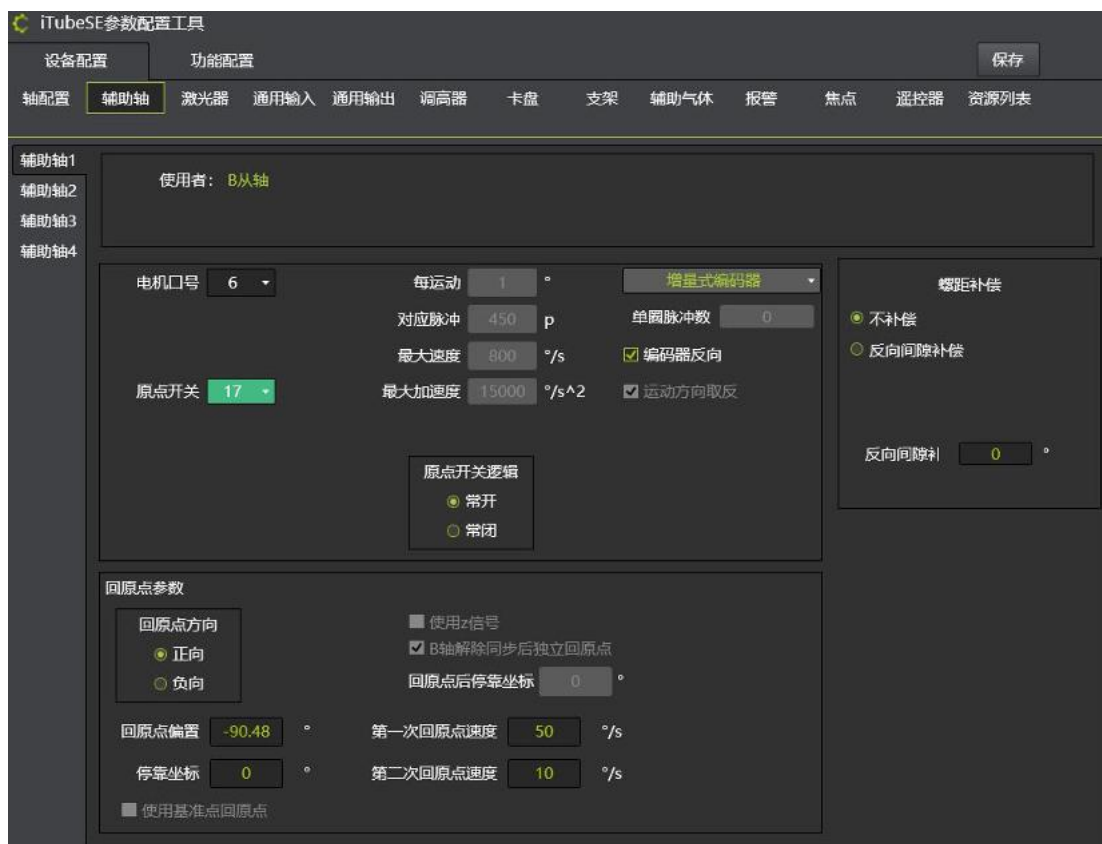 iTubeSE参数配置工具
设备配置 功能配置 保存
轴配置 辅助轴 激光器 通用输入 通用输出 调高器 卡盘 支架 辅助气体 报警 焦点 遥控器 资源列表
辅助轴1
辅助轴2
辅助轴3
辅助轴4
使用者: B从轴
电机口号 6 每运动 1 ° 增量式编码器
对应脉冲 450 p 单圈脉冲数 0
最大速度 800 °/s 编码器反向
原点开关 17 最大加速度 15000 °/s^2 运动方向取反
原点开关逻辑
常开
常闭
螺距补偿
不补偿
反向间隙补偿
反向间隙补 0 °
回原点参数
回原点方向
正向
负向
使用z信号
B轴解除同步后独立回原点
回原点后停靠坐标 0 °
回原点偏置 -90.48 ° 第一次回原点速度 50 °/s
停靠坐标 0 ° 第二次回原点速度 10 °/s
使用基准点回原点